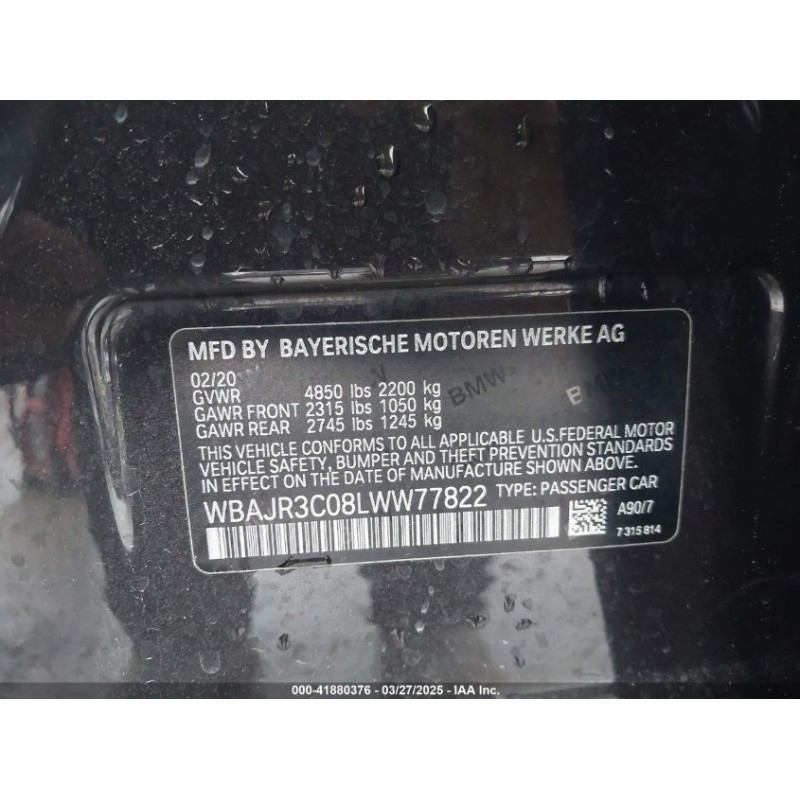 MFD BY BAYERISCHE MOTOREN WERKE AG
02/20
GVWR 4850 lbs 2200 kg
GAWR FRONT 2315 lbs 1050 kg
GAWR REAR 2745 lbs 1245 kg
THIS VEHICLE CONFORMS TO ALL APPLICABLE U.S.FEDERAL MOTOR
VEHICLE SAFETY, BUMPER AND THEFT PREVENTION STANDARDS
IN EFFECT ON THE DATE OF MANUFACTURE SHOWN ABOVE.
WBAJR3C08LWW77822 TYPE: PASSENGER CAR
A90/7
7315814
BMW
000-41880376 - 03/27/2025 - IAA Inc.